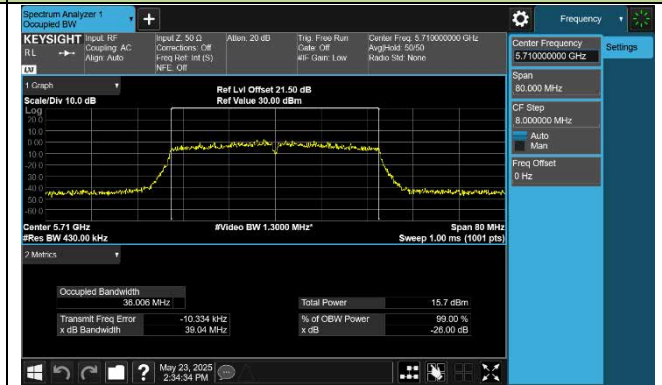 Spectrum Analyzer 1
Occupied BW
Frequency
KEYSIGHT
RL
LXI
Input: RF
Coupling: AC
Align: Auto
Input Z: 50 Ω
Corrections: Off
Freq Ref: Int (S)
NFE: Off
Atten: 20 dB
Trig: Free Run
Gate: Off
#IF Gain: Low
Center Freq: 5.710000000 GHz
Avg|Hold: 50/50
Radio Std: None
Center Frequency
5.710000000 GHz
Settings
Span
80.000 MHz
CF Step
8.000000 MHz
Auto
Man
Freq Offset
0 Hz
1 Graph
Scale/Div 10.0 dB
Ref Lvl Offset 21.50 dB
Ref Value 30.00 dBm
Log
20.0
10.0
0.00
-10.0
-20.0
-30.0
-40.0
-50.0
-60.0
Center 5.71 GHz
#Video BW 1.3000 MHz*
Span 80 MHz
#Res BW 430.00 kHz
Sweep 1.00 ms (1001 pts)
2 Metrics
Occupied Bandwidth
36.006 MHz
Total Power 15.7 dBm
Transmit Freq Error -10.334 kHz
% of OBW Power 99.00 %
x dB Bandwidth 39.04 MHz
x dB -26.00 dB
May 23, 2025
2:34:34 PM